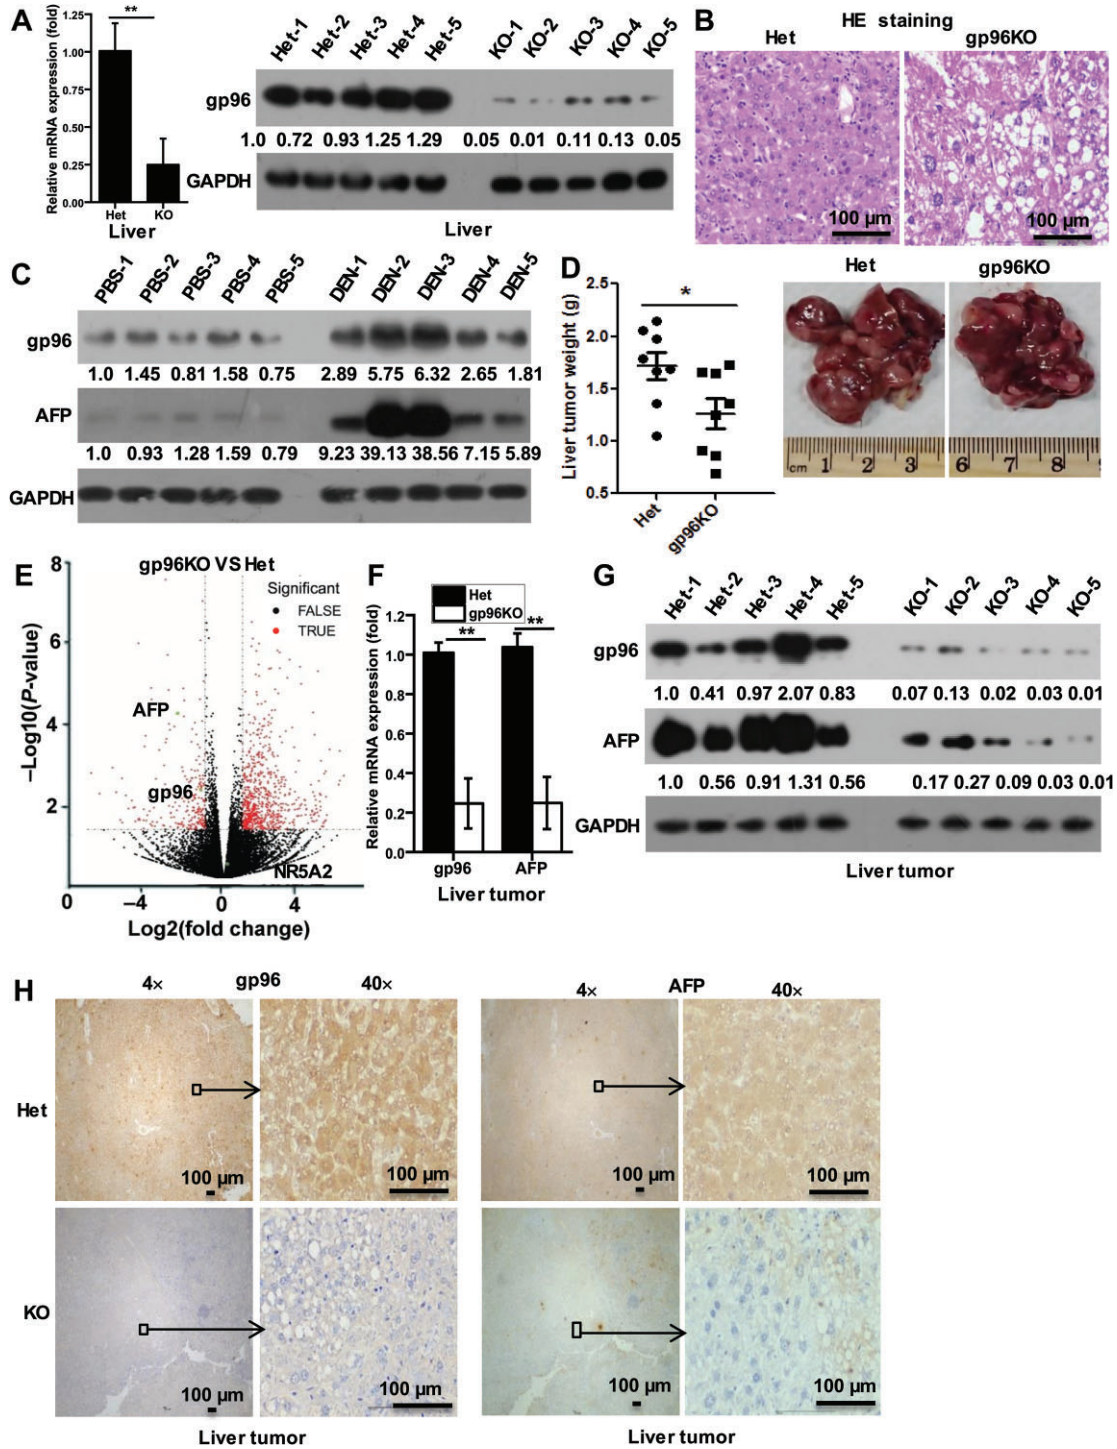 A
Relative mRNA expression (fold)
1.25
1.00
0.75
0.50
0.25
0.00
**
Het
KO
Liver
Het-1
Het-2
Het-3
Het-4
Het-5
KO-1
KO-2
KO-3
KO-4
KO-5
gp96
1.0 0.72 0.93 1.25 1.29 0.05 0.01 0.11 0.13 0.05
GAPDH
Liver
B
HE staining
Het
gp96KO
100 µm
100 µm
C
PBS-1
PBS-2
PBS-3
PBS-4
PBS-5
DEN-1
DEN-2
DEN-3
DEN-4
DEN-5
gp96
1.0 1.45 0.81 1.58 0.75 2.89 5.75 6.32 2.65 1.81
AFP
1.0 0.93 1.28 1.59 0.79 9.23 39.13 38.56 7.15 5.89
GAPDH
D
Liver tumor weight (g)
2.5
2.0
1.5
1.0
0.5
*
Het
gp96KO
Het
gp96KO
cm 1 2 3
6 7 8
E
gp96KO VS Het
Significant
FALSE
TRUE
–Log10(P-value)
8
6
4
2
AFP
gp96
NR5A2
0 –4 0 4
Log2(fold change)
F
Het
gp96KO
Relative mRNA expression (fold)
1.2
1.0
0.8
0.6
0.4
0.2
0.0
**
**
gp96
AFP
Liver tumor
G
Het-1
Het-2
Het-3
Het-4
Het-5
KO-1
KO-2
KO-3
KO-4
KO-5
gp96
1.0 0.41 0.97 2.07 0.83 0.07 0.13 0.02 0.03 0.01
AFP
1.0 0.56 0.91 1.31 0.56 0.17 0.27 0.09 0.03 0.01
GAPDH
Liver tumor
H
gp96
4×
40×
AFP
4×
40×
Het
100 µm
100 µm
100 µm
100 µm
KO
100 µm
100 µm
100 µm
100 µm
Liver tumor
Liver tumor